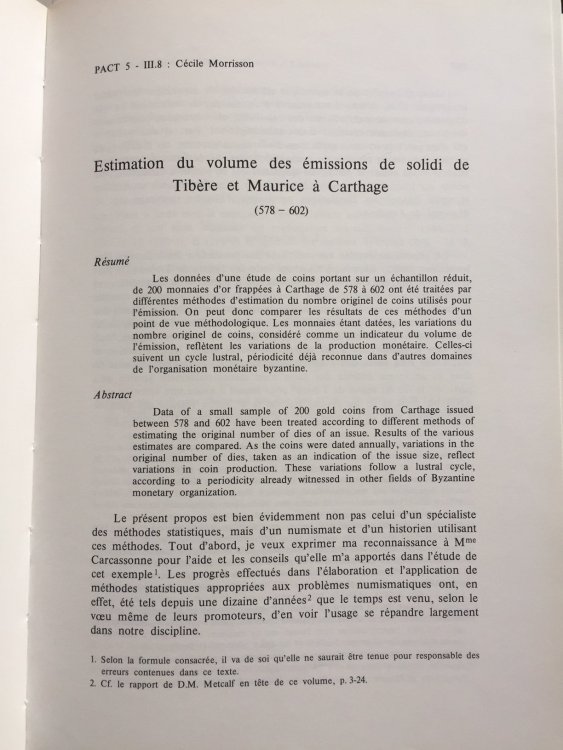 PACT 5 - III.8 : Cécile Morrisson
Estimation du volume des émissions de solidi de
Tibère et Maurice à Carthage
(578 – 602)
Résumé
Les données d'une étude de coins portant sur un échantillon réduit,
de 200 monnaies d'or frappées à Carthage de 578 à 602 ont été traitées par
différentes méthodes d'estimation du nombre originel de coins utilisés pour
l'émission. On peut donc comparer les résultats de ces méthodes d'un
point de vue méthodologique. Les monnaies étant datées, les variations du
nombre originel de coins, considéré comme un indicateur du volume de
l'émission, reflètent les variations de la production monétaire. Celles-ci
suivent un cycle lustral, périodicité déjà reconnue dans d'autres domaines
de l'organisation monétaire byzantine.
Abstract
Data of a small sample of 200 gold coins from Carthage issued
between 578 and 602 have been treated according to different methods of
estimating the original number of dies of an issue. Results of the various
estimates are compared. As the coins were dated annually, variations in the
original number of dies, taken as an indication of the issue size, reflect
variations in coin production. These variations follow a lustral cycle,
according to a periodicity already witnessed in other fields of Byzantine
monetary organization.
Le présent propos est bien évidemment non pas celui d'un spécialiste
des méthodes statistiques, mais d'un numismate et d'un historien utilisant
ces méthodes. Tout d'abord, je veux exprimer ma reconnaissance à Mme
Carcassonne pour l'aide et les conseils qu'elle m'a apportés dans l'étude de
cet exemple1. Les progrès effectués dans l'élaboration et l'application de
méthodes statistiques appropriées aux problèmes numismatiques ont, en
effet, été tels depuis une dizaine d'années2 que le temps est venu, selon le
vœu même de leurs promoteurs, d'en voir l'usage se répandre largement
dans notre discipline.
1. Selon la formule consacrée, il va de soi qu'elle ne saurait être tenue pour responsable des
erreurs contenues dans ce texte.
2. Cf. le rapport de D.M. Metcalf en tête de ce volume, p. 3-24.